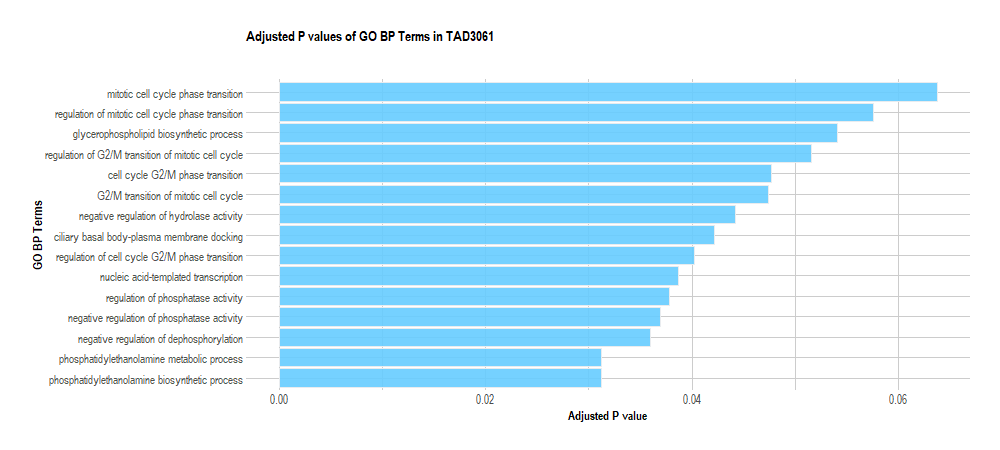 Adjusted P values of GO BP Terms in TAD3061
mitotic cell cycle phase transition
regulation of mitotic cell cycle phase transition
glycerophospholipid biosynthetic process
regulation of G2/M transition of mitotic cell cycle
cell cycle G2/M phase transition
G2/M transition of mitotic cell cycle
negative regulation of hydrolase activity
ciliary basal body-plasma membrane docking
regulation of cell cycle G2/M phase transition
nucleic acid-templated transcription
regulation of phosphatase activity
negative regulation of phosphatase activity
negative regulation of dephosphorylation
phosphatidylethanolamine metabolic process
phosphatidylethanolamine biosynthetic process
GO BP Terms
0.00 0.02 0.04 0.06
Adjusted P value